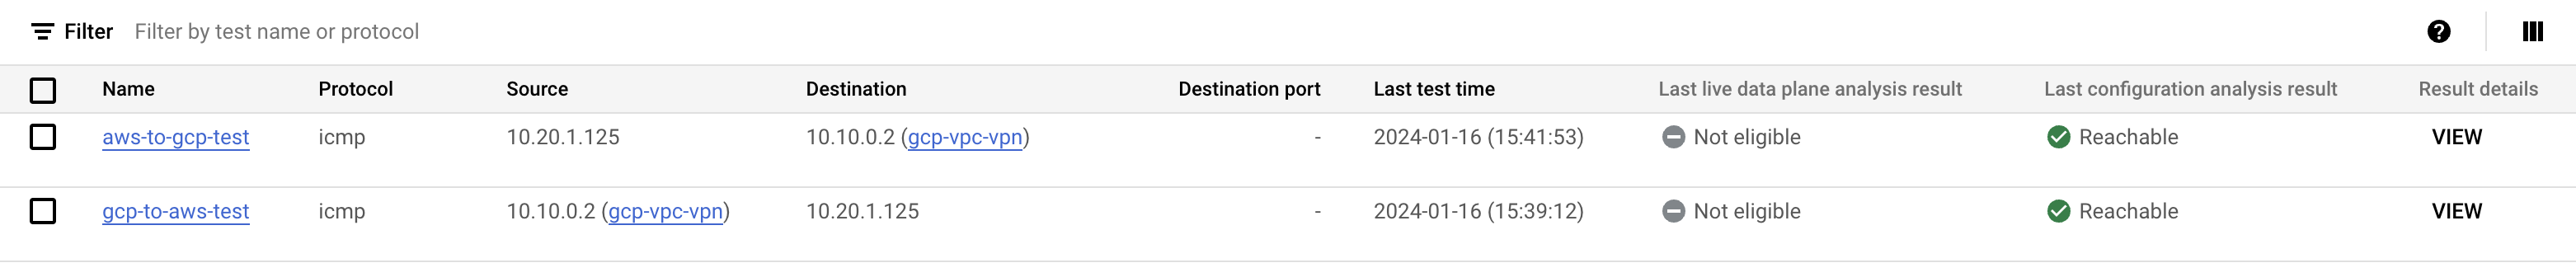 Filter Filter by test name or protocol
Name Protocol Source Destination Destination port Last test time Last live data plane analysis result Last configuration analysis result Result details
aws-to-gcp-test icmp 10.20.1.125 10.10.0.2 (gcp-vpc-vpn) - 2024-01-16 (15:41:53) Not eligible Reachable VIEW
gcp-to-aws-test icmp 10.10.0.2 (gcp-vpc-vpn) 10.20.1.125 - 2024-01-16 (15:39:12) Not eligible Reachable VIEW